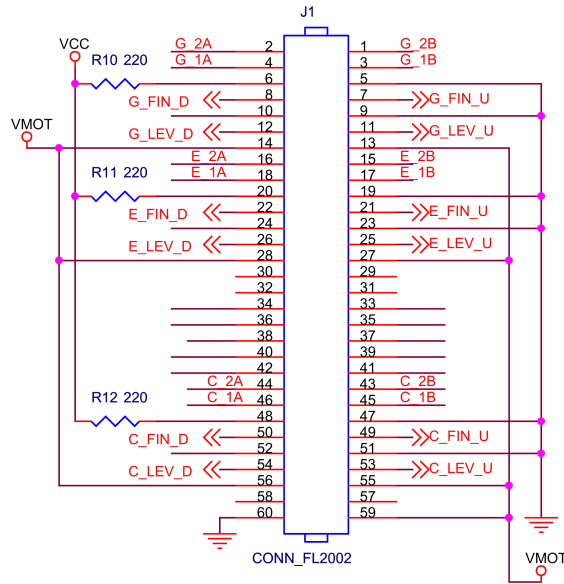 J1
VCC
G_2A 2 1 G_2B
G_1A 4 3 G_1B
R10 220 6 5
G_FIN_D 8 7 G_FIN_U
10 9
VMOT
G_LEV_D 12 11 G_LEV_U
14 13
E_2A 16 15 E_2B
E_1A 18 17 E_1B
R11 220 20 19
E_FIN_D 22 21 E_FIN_U
24 23
E_LEV_D 26 25 E_LEV_U
28 27
30 29
32 31
34 33
36 35
38 37
40 39
42 41
C_2A 44 43 C_2B
C_1A 46 45 C_1B
R12 220 48 47
C_FIN_D 50 49 C_FIN_U
52 51
C_LEV_D 54 53 C_LEV_U
56 55
58 57
60 59
CONN_FL2002
VMOT